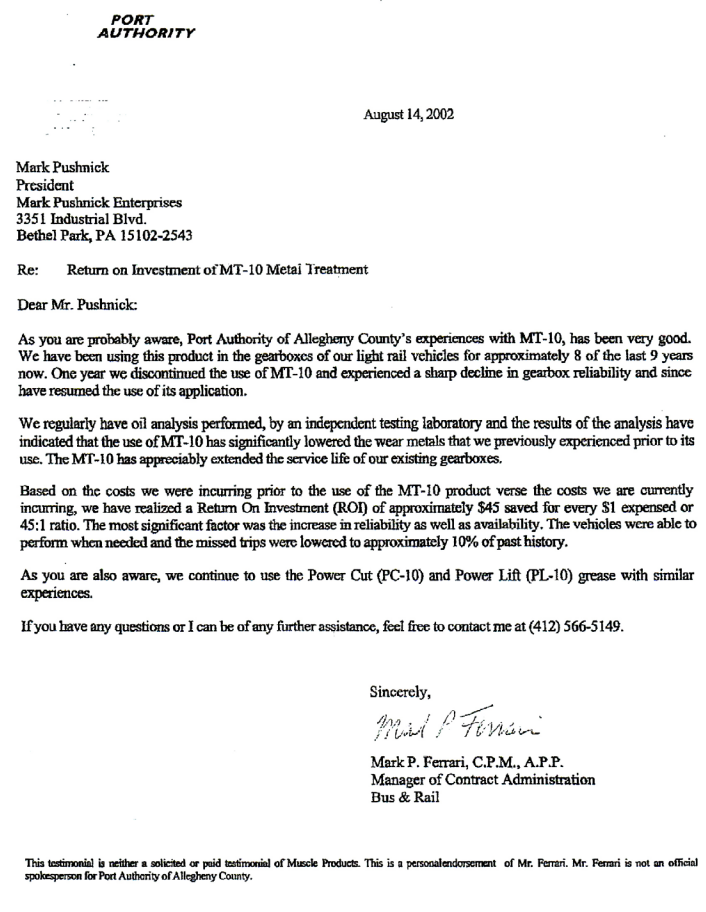 PORT
AUTHORITY
August 14, 2002
Mark Pushnick
President
Mark Pushnick Enterprises
3351 Industrial Blvd.
Bethel Park, PA 15102-2543
Re: Return on Investment of MT-10 Metal Treatment
Dear Mr. Pushnick:
As you are probably aware, Port Authority of Allegheny County's experiences with MT-10, has been very good.
We have been using this product in the gearboxes of our light rail vehicles for approximately 8 of the last 9 years
now. One year we discontinued the use of MT-10 and experienced a sharp decline in gearbox reliability and since
have resumed the use of its application.
We regularly have oil analysis performed, by an independent testing laboratory and the results of the analysis have
indicated that the use of MT-10 has significantly lowered the wear metals that we previously experienced prior to its
use. The MT-10 has appreciably extended the service life of our existing gearboxes.
Based on the costs we were incurring prior to the use of the MT-10 product verse the costs we are currently
incurring, we have realized a Return On Investment (ROI) of approximately $45 saved for every $1 expensed or
45:1 ratio. The most significant factor was the increase in reliability as well as availability. The vehicles were able to
perform when needed and the missed trips were lowered to approximately 10% of past history.
As you are also aware, we continue to use the Power Cut (PC-10) and Power Lift (PL-10) grease with similar
experiences.
If you have any questions or I can be of any further assistance, feel free to contact me at (412) 566-5149.
Sincerely,
Mark P Ferrari
Mark P. Ferrari, C.P.M., A.P.P.
Manager of Contract Administration
Bus & Rail
This testimonial is neither a solicited or paid testimonial of Muscle Products. This is a personalendorsement of Mr. Ferrari. Mr. Ferrari is not an official
spokesperson for Port Authority of Allegheny County.